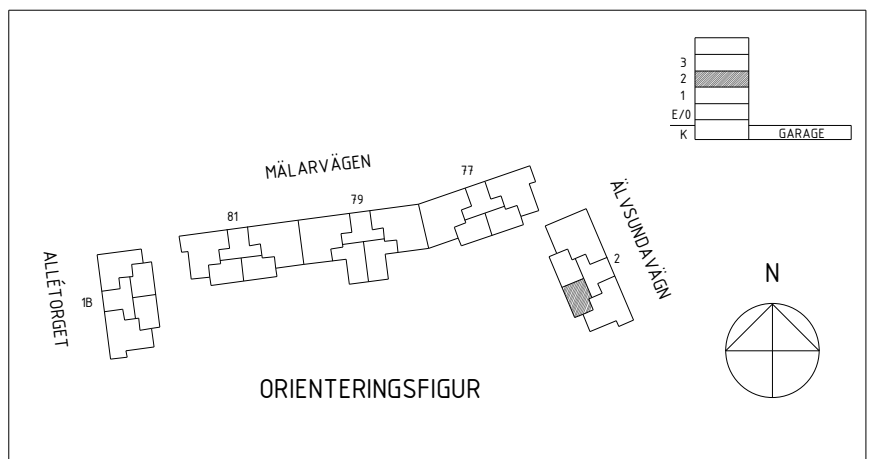 3
2
1
E/0
K
GARAGE
MÄLARVÄGEN
77
79
81
ÄLVSUNDAVÄGN
2
ALLÉTORGET
1B
N
ORIENTERINGSFIGUR